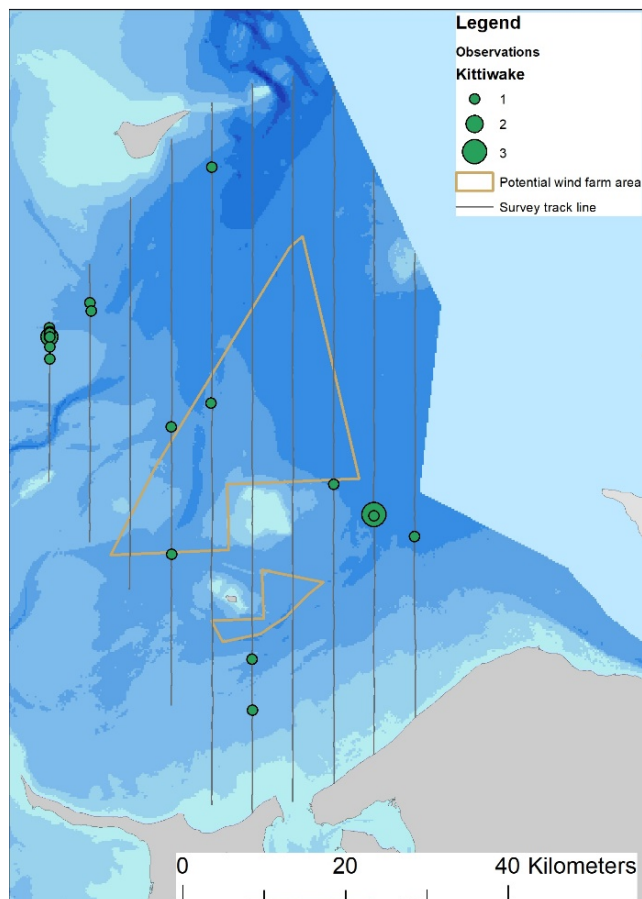 Legend
Observations
Kittiwake
1
2
3
Potential wind farm area
Survey track line
0 20 40 Kilometers